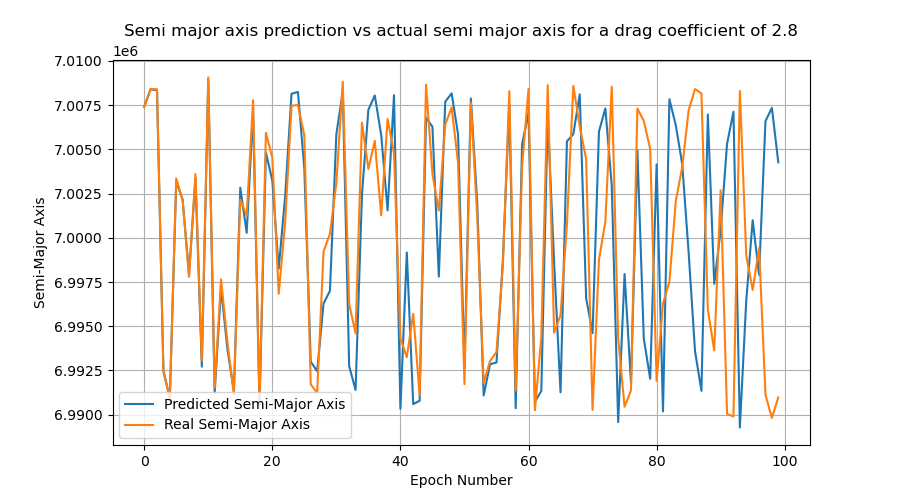 Semi major axis prediction vs actual semi major axis for a drag coefficient of 2.8
1e6
7.0100
7.0075
7.0050
7.0025
7.0000
6.9975
6.9950
6.9925
6.9900
Semi-Major Axis
Predicted Semi-Major Axis
Real Semi-Major Axis
0 20 40 60 80 100
Epoch Number